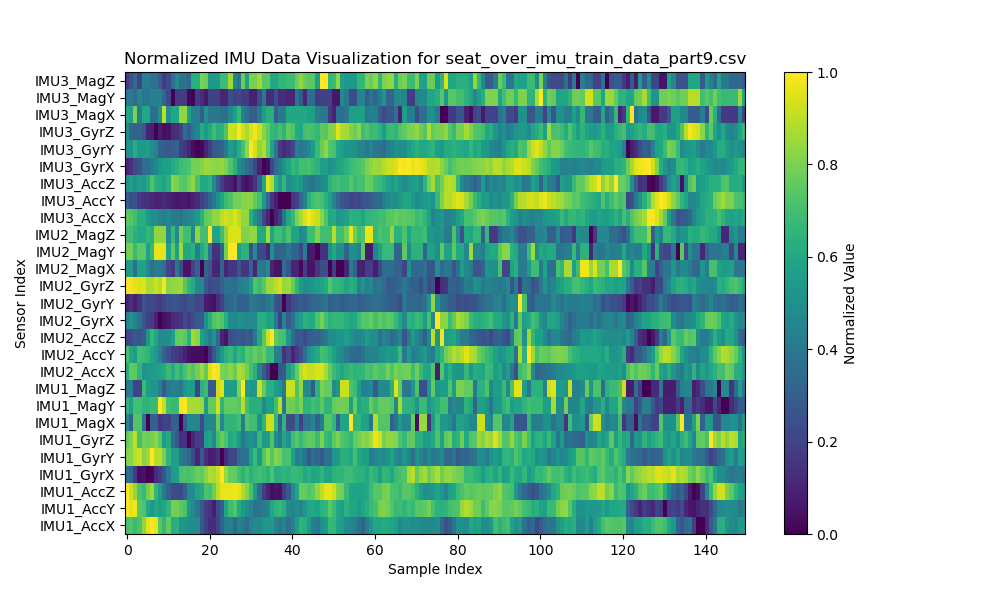 Normalized IMU Data Visualization for seat_over_imu_train_data_part9.csv
IMU3_MagZ
IMU3_MagY
IMU3_MagX
IMU3_GyrZ
IMU3_GyrY
IMU3_GyrX
IMU3_AccZ
IMU3_AccY
IMU3_AccX
IMU2_MagZ
IMU2_MagY
IMU2_MagX
IMU2_GyrZ
IMU2_GyrY
IMU2_GyrX
IMU2_AccZ
IMU2_AccY
IMU2_AccX
IMU1_MagZ
IMU1_MagY
IMU1_MagX
IMU1_GyrZ
IMU1_GyrY
IMU1_GyrX
IMU1_AccZ
IMU1_AccY
IMU1_AccX
Sensor Index
0 20 40 60 80 100 120 140
Sample Index
1.0
0.8
0.6
0.4
0.2
0.0
Normalized Value